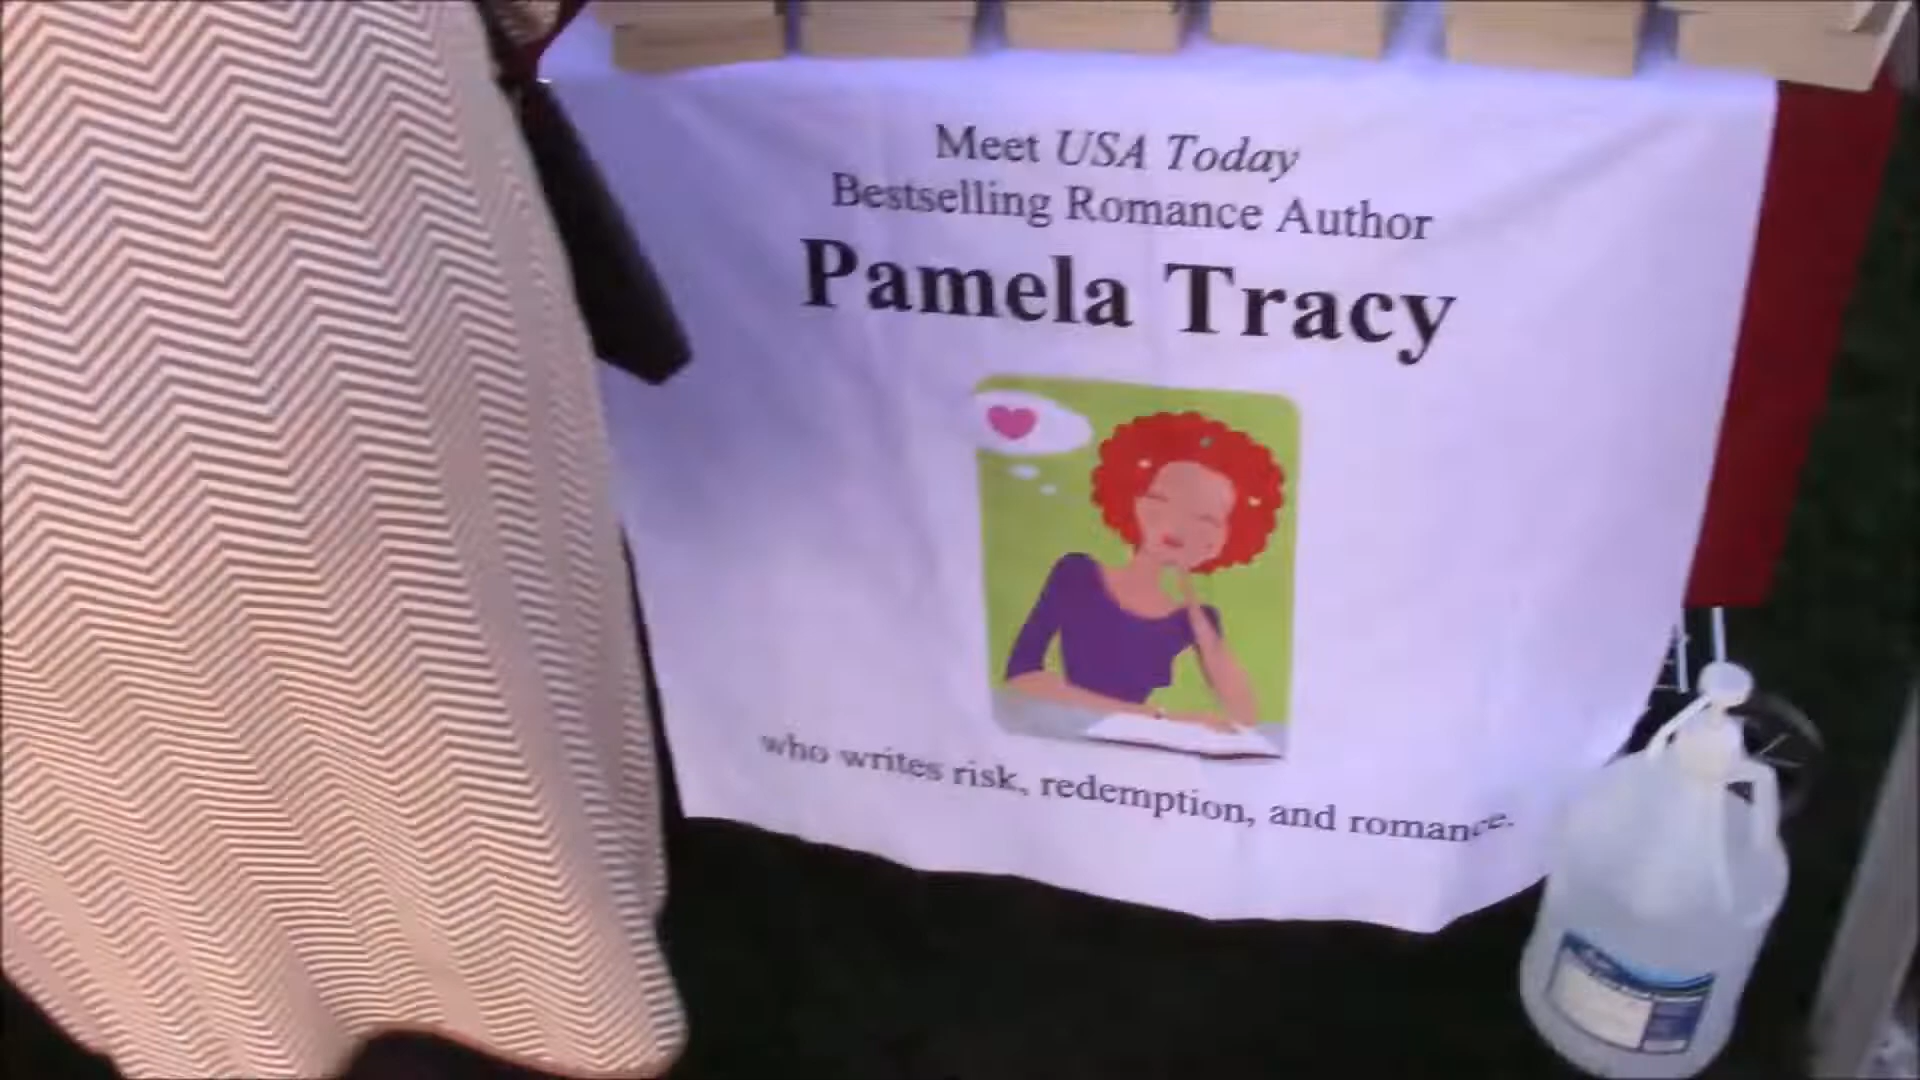 Meet USA Today
Bestselling Romance Author
Pamela Tracy
who writes risk, redemption, and romance.